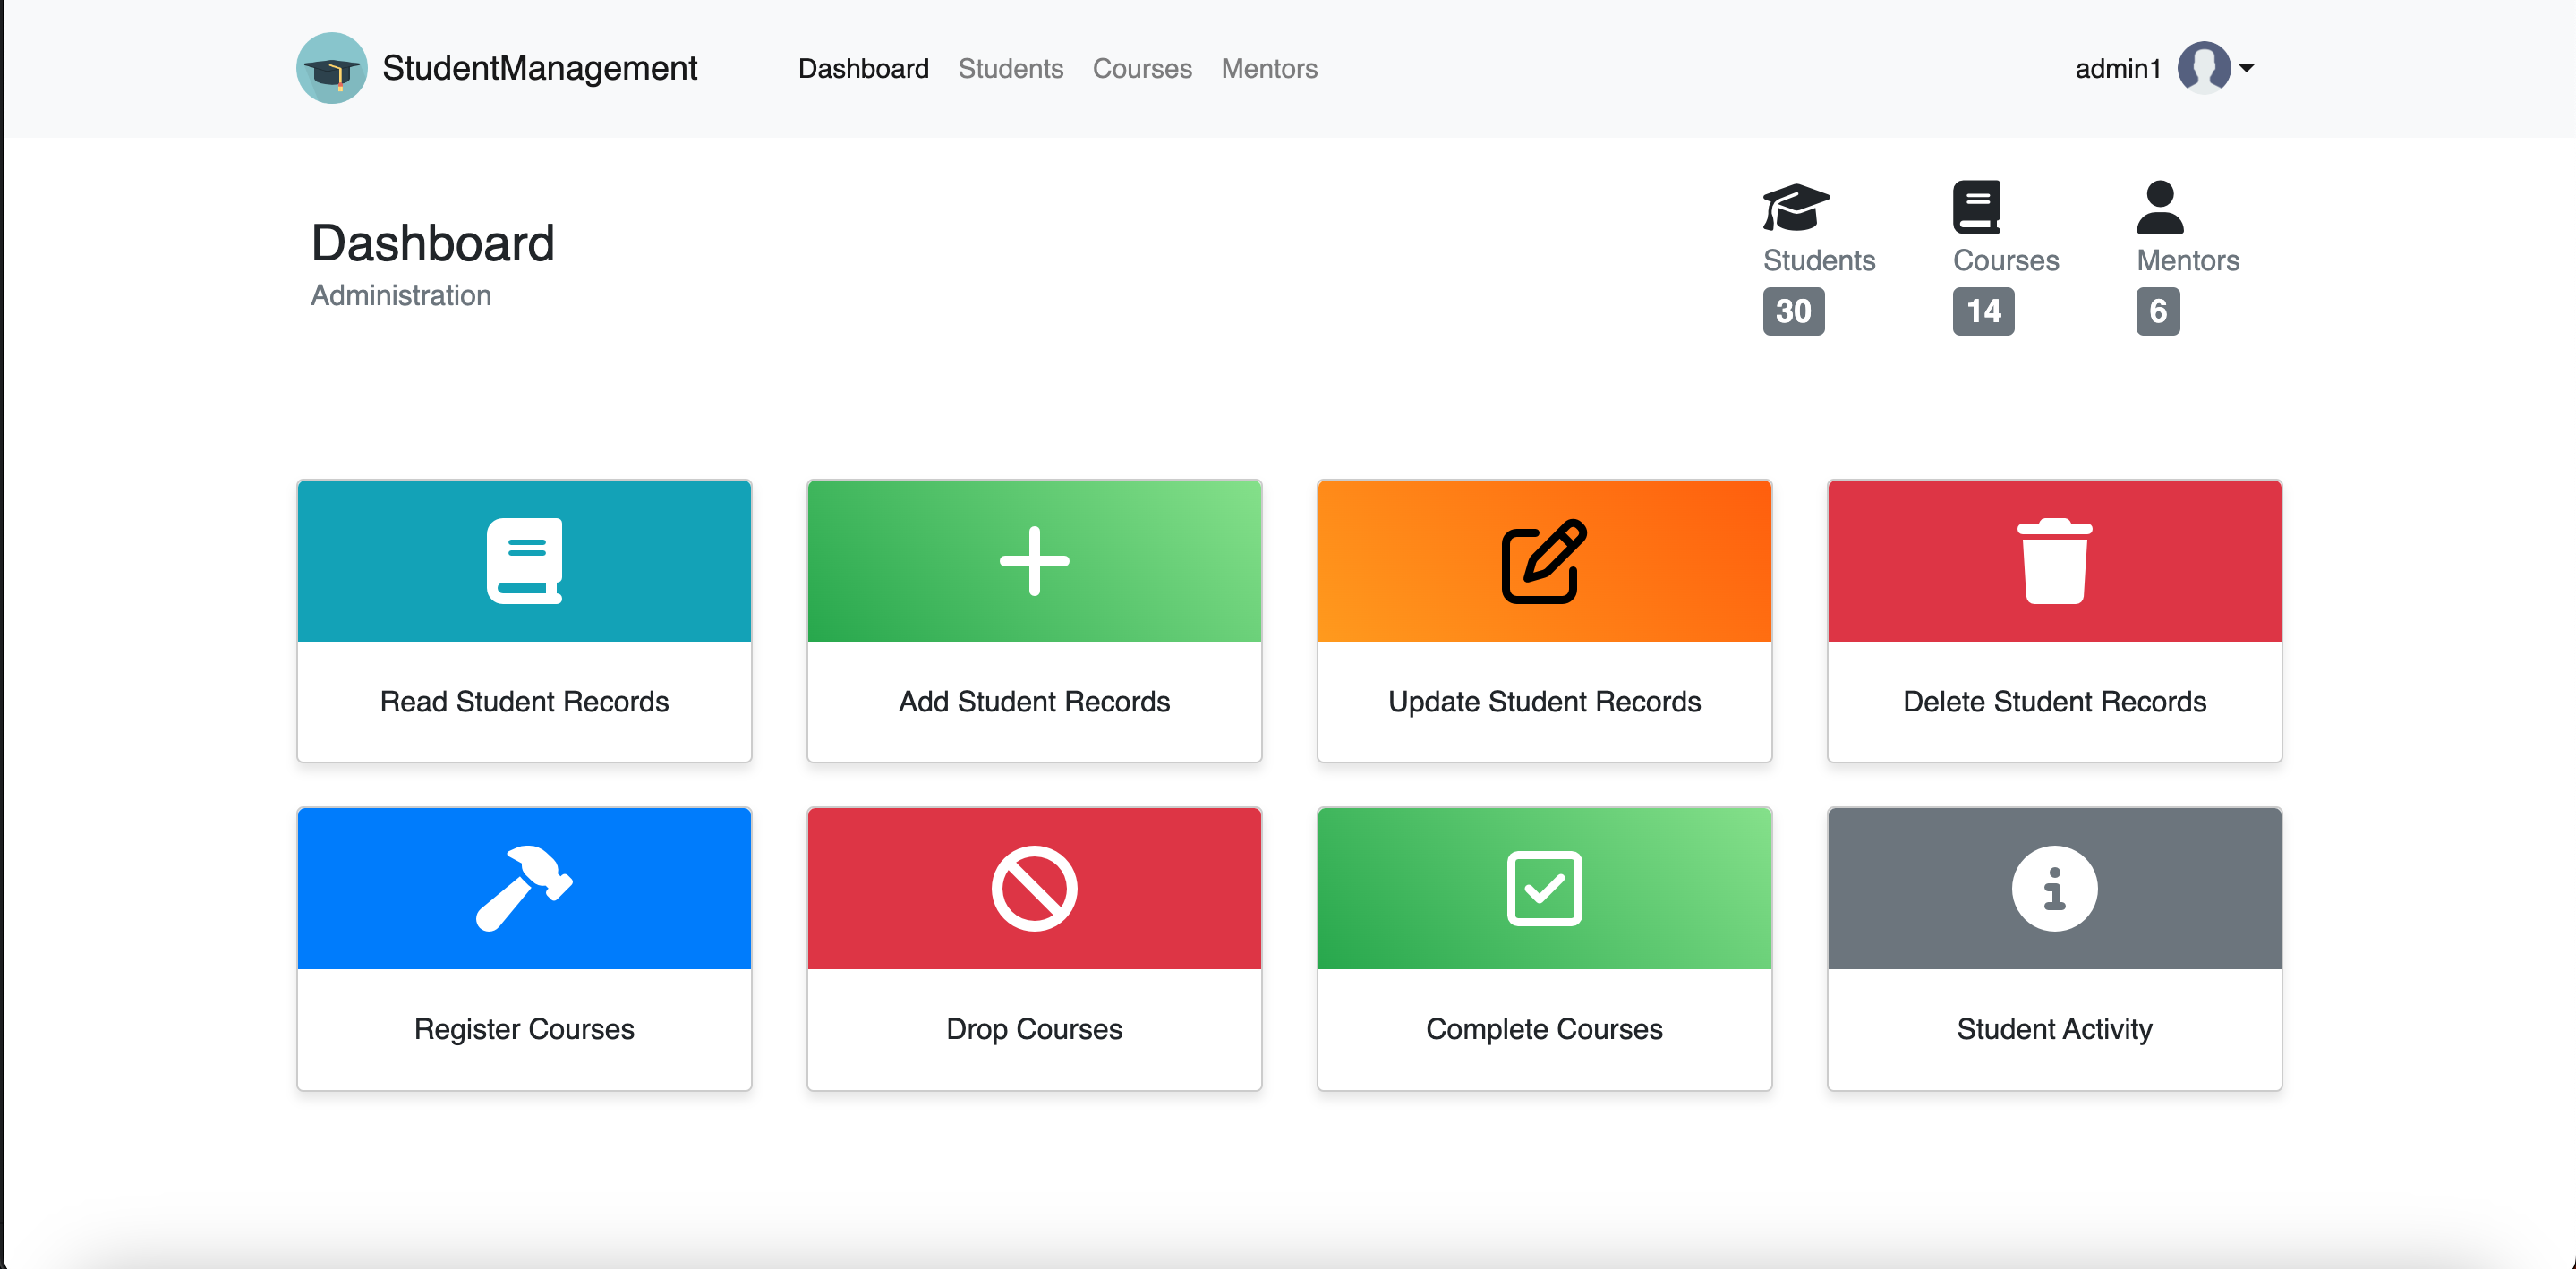 StudentManagement Dashboard Students Courses Mentors admin1
Dashboard
Administration
Students Courses Mentors
30 14 6
Read Student Records Add Student Records Update Student Records Delete Student Records
Register Courses Drop Courses Complete Courses Student Activity